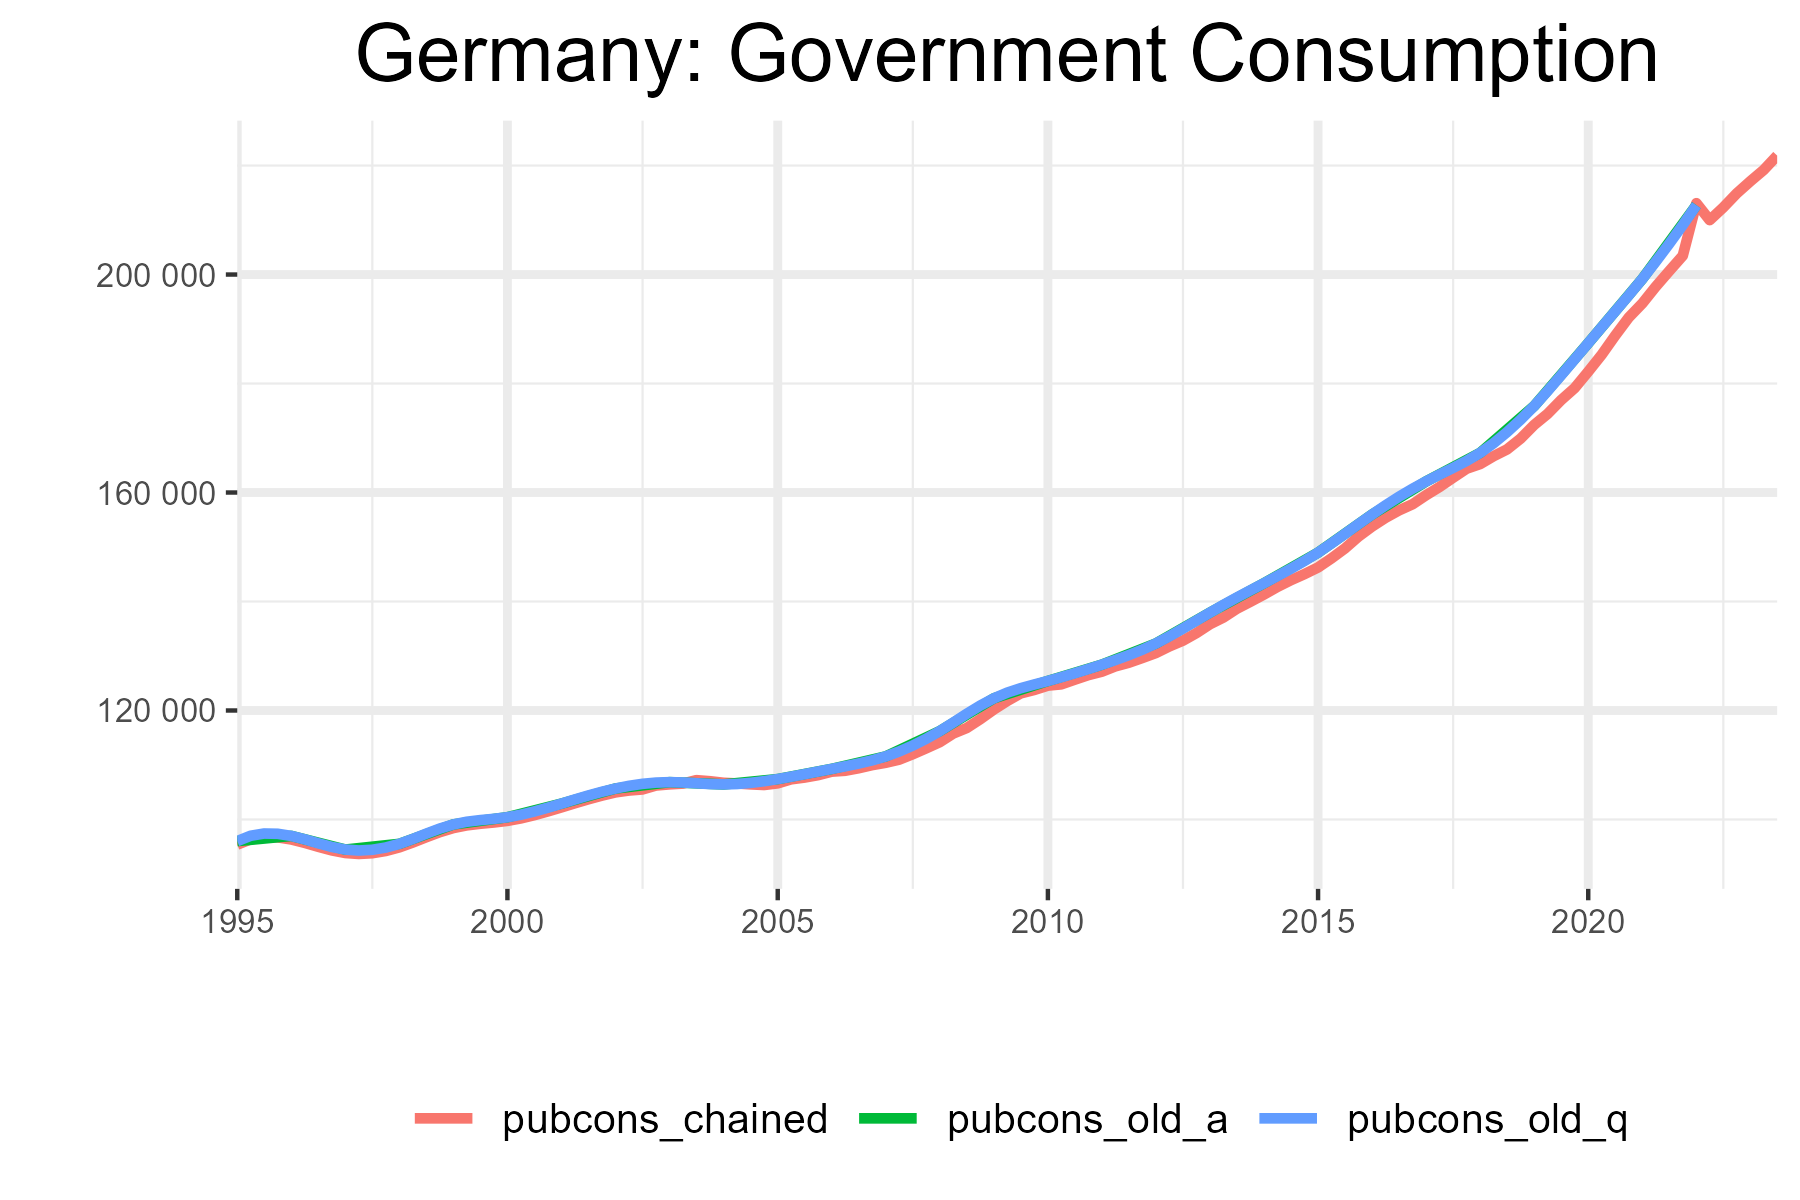 Germany: Government Consumption
200 000
160 000
120 000
1995 2000 2005 2010 2015 2020
pubcons_chained pubcons_old_a pubcons_old_q